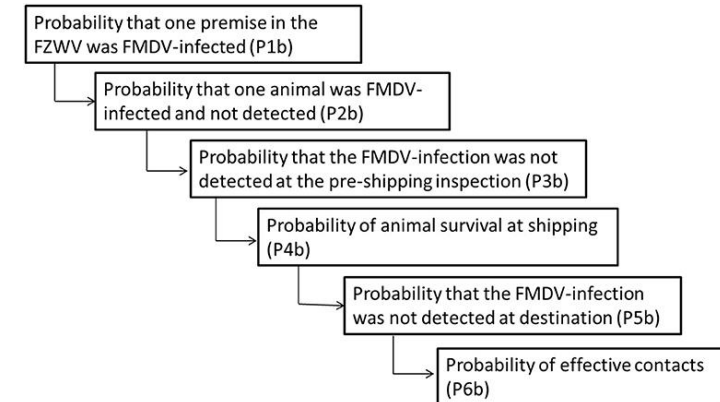 Probability that one premise in the
FZWV was FMDV-infected (P1b)
Probability that one animal was FMDV-
infected and not detected (P2b)
Probability that the FMDV-infection was not
detected at the pre-shipping inspection (P3b)
Probability of animal survival at shipping
(P4b)
Probability that the FMDV-infection
was not detected at destination (P5b)
Probability of effective contacts
(P6b)